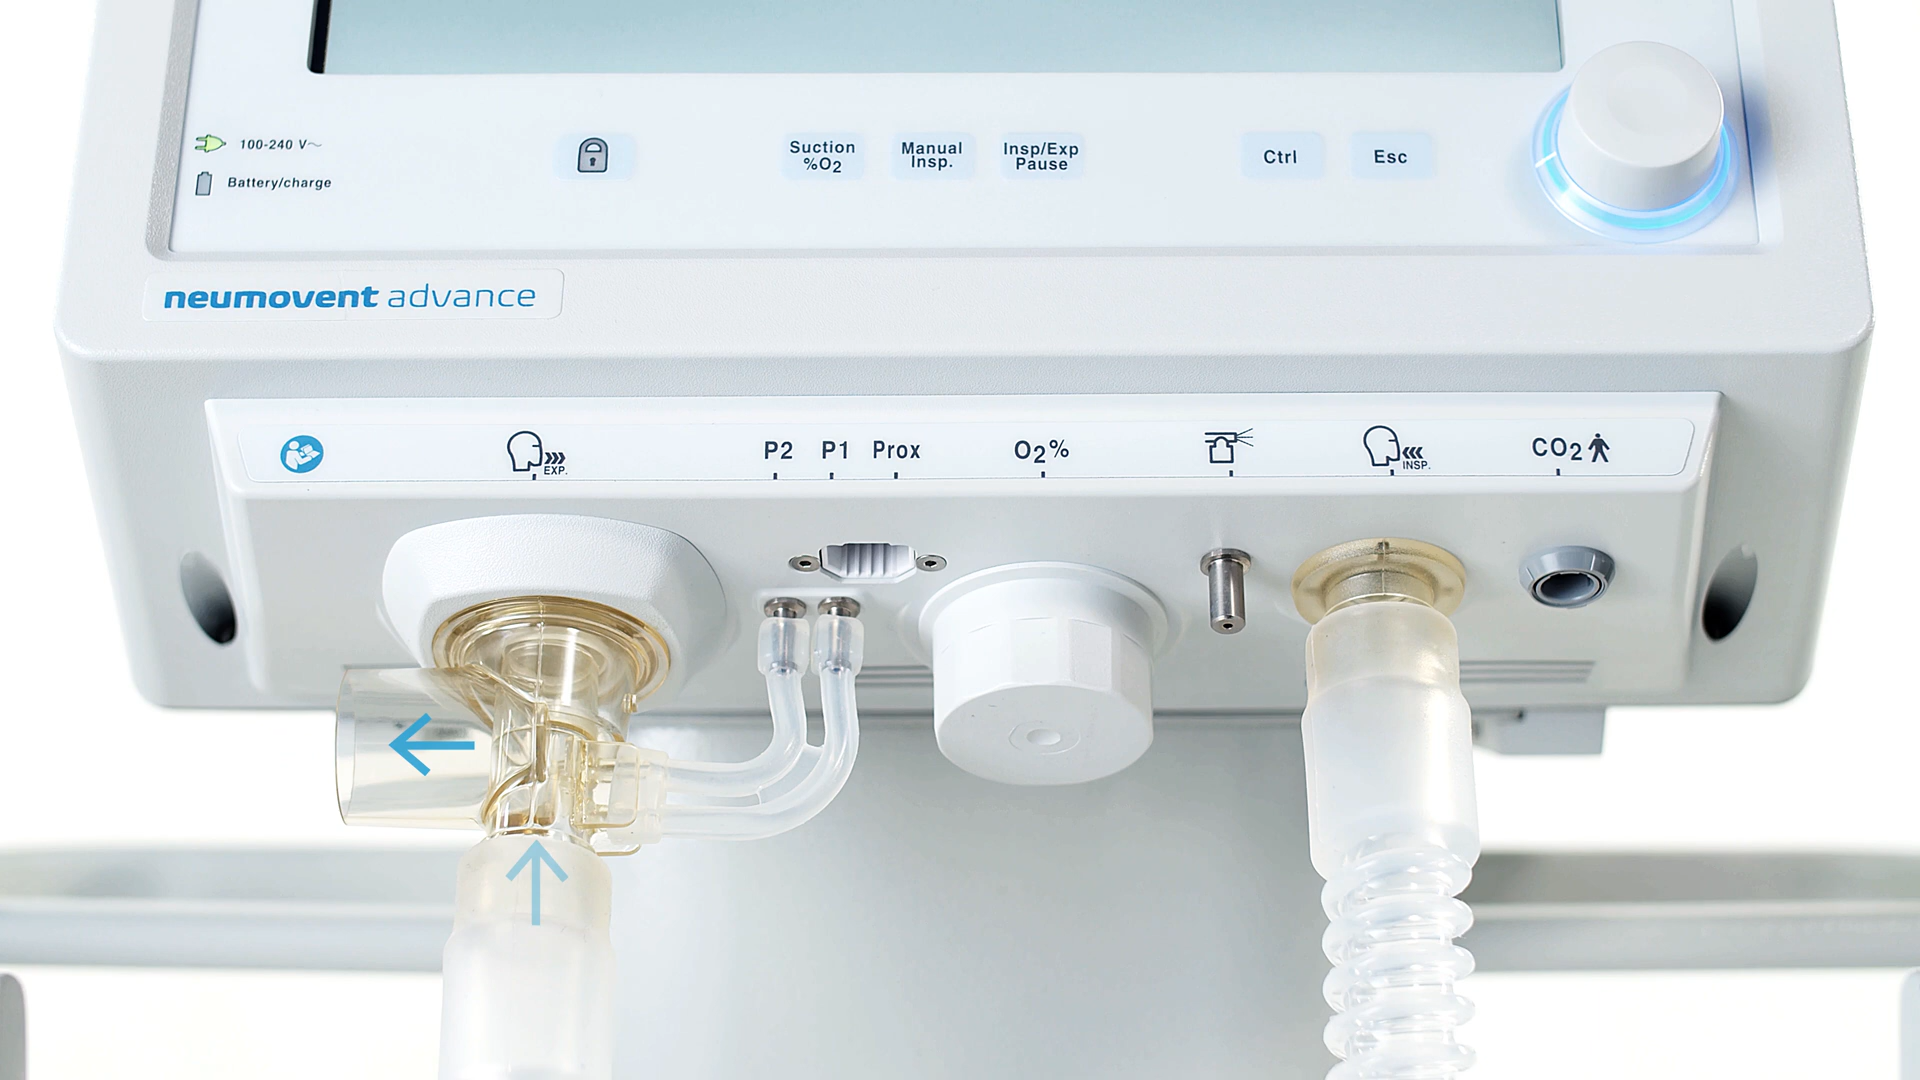 100-240 V~
Battery/charge
Suction
%O2
Manual
Insp.
Insp/Exp
Pause
Ctrl
Esc
neumovent advance
EXP.
P2
P1
Prox
O2%
INSP.
CO2